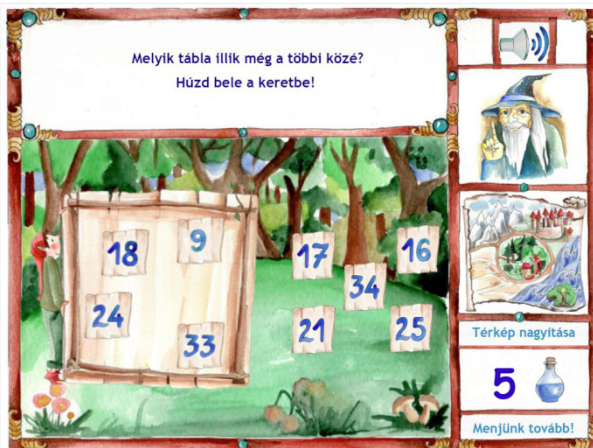 Melyik tábla illik még a többi közé?
Húzd bele a keretbe!
18
9
17
16
34
24
33
21
25
Térkép nagyítása
5
Menjünk tovább!